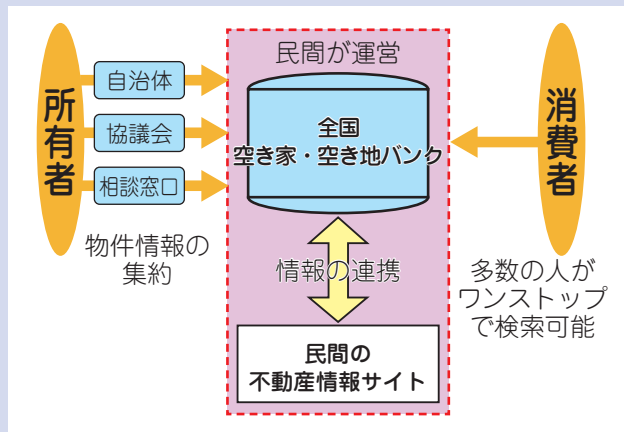 所有者
自治体
協議会
相談窓口
物件情報の
集約
民間が運営
全国
空き家・空き地バンク
情報の連携
民間の
不動産情報サイト
消費者
多数の人が
ワンストップ
で検索可能